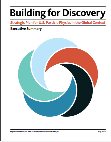 Building for Discovery
Strategic Plan for U.S. Particle Physics in the Global Context
Executive Summary